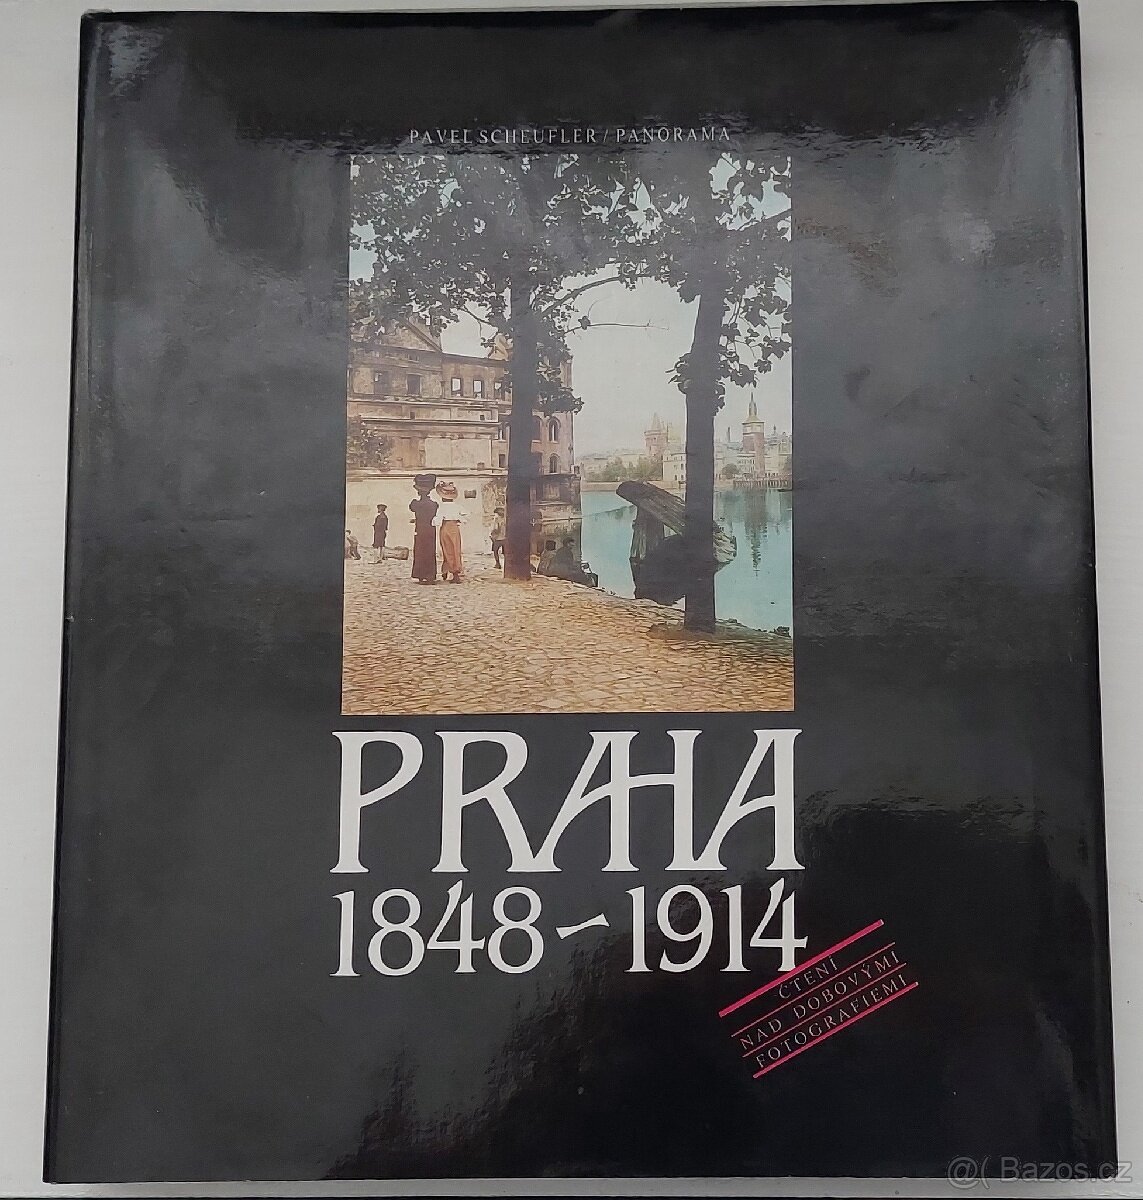 PAVEL SCHEUFLER / PANORAMA
PRAHA
1848–1914
ČTENÍ
NAD DOBOVÝMI
FOTOGRAFIEMI
@( Bazos.cz